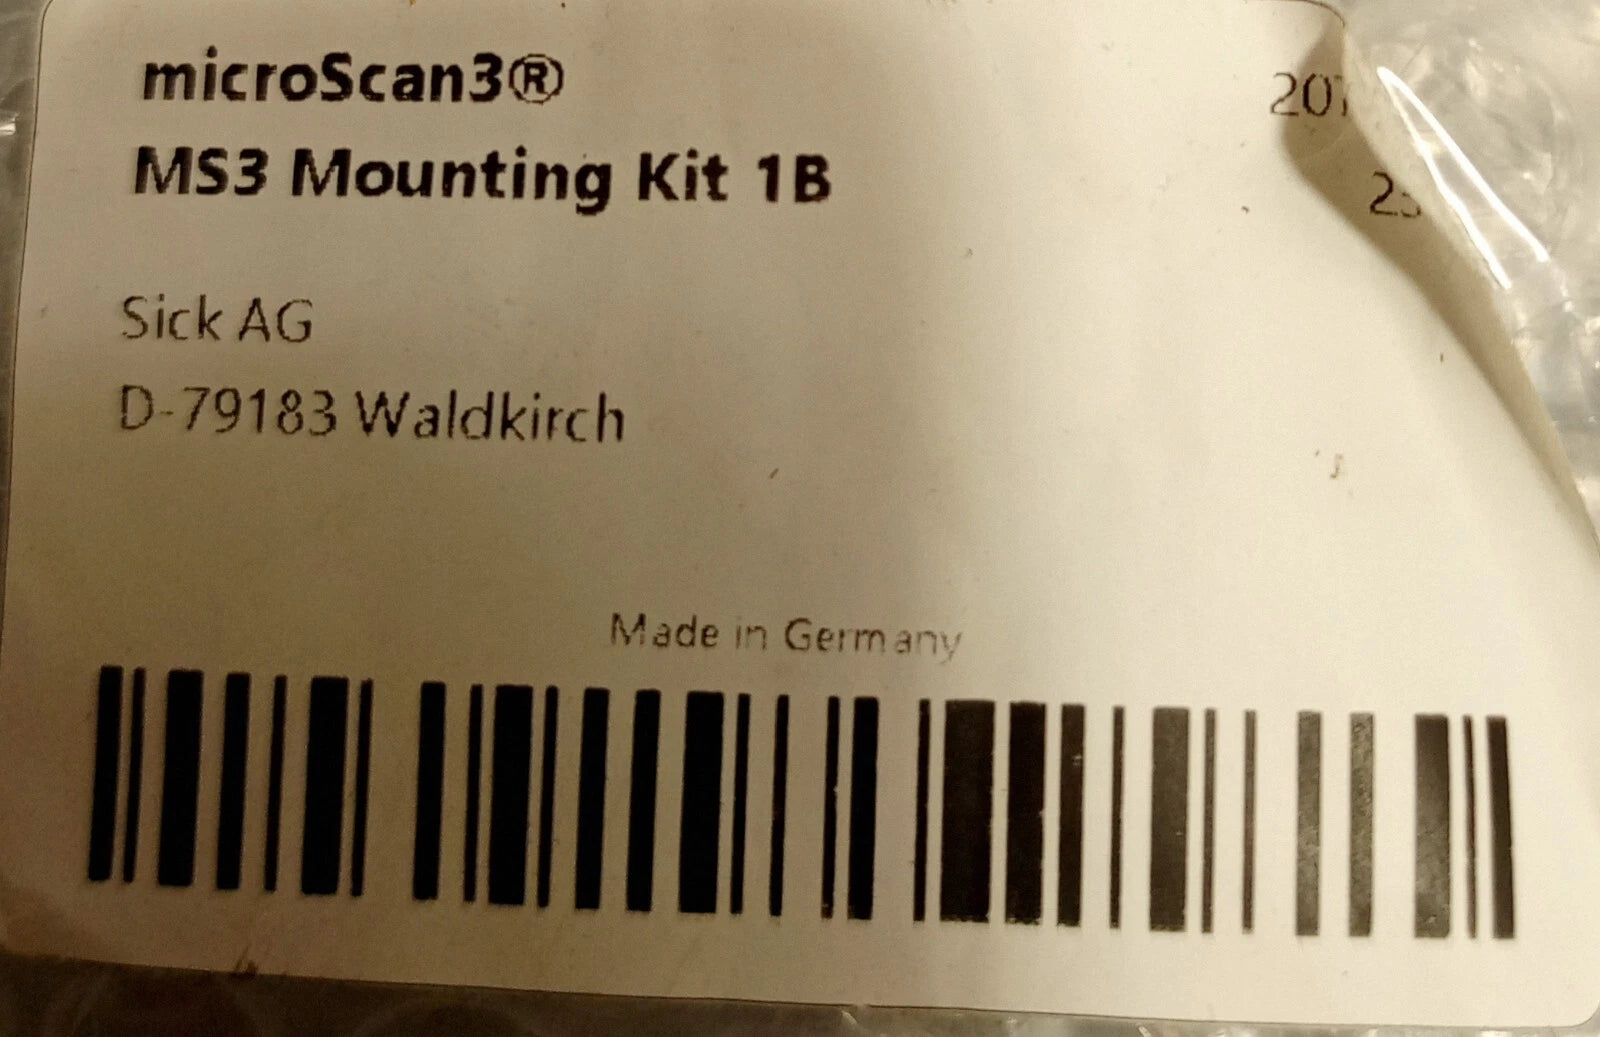 microScan3®
MS3 Mounting Kit 1B
Sick AG
D-79183 Waldkirch
Made in Germany